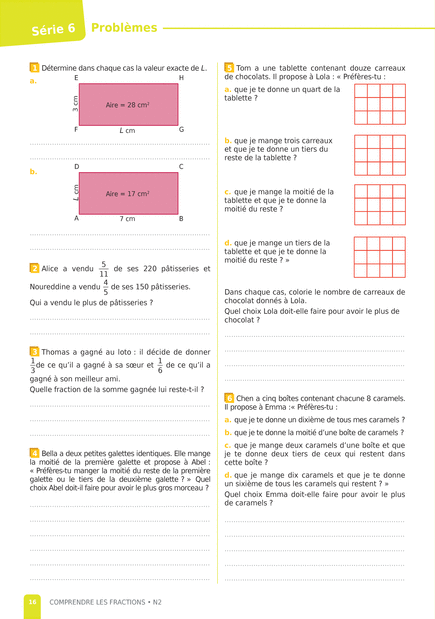 Série 6
Problèmes
1 Détermine dans chaque cas la valeur exacte de L.
a.
E H
3 cm
Aire = 28 cm²
F L cm G
b.
D C
L cm
Aire = 17 cm²
A 7 cm B
2 Alice a vendu 5/11 de ses 220 pâtisseries et
Noureddine a vendu 4/5 de ses 150 pâtisseries.
Qui a vendu le plus de pâtisseries ?
3 Thomas a gagné au loto : il décide de donner
1/3 de ce qu'il a gagné à sa sœur et 1/6 de ce qu'il a
gagné à son meilleur ami.
Quelle fraction de la somme gagnée lui reste-t-il ?
4 Bella a deux petites galettes identiques. Elle mange
la moitié de la première galette et propose à Abel :
« Préfères-tu manger la moitié du reste de la première
galette ou le tiers de la deuxième galette ? » Quel
choix Abel doit-il faire pour avoir le plus gros morceau ?
5 Tom a une tablette contenant douze carreaux
de chocolats. Il propose à Lola : « Préfères-tu :
a. que je te donne un quart de la
tablette ?
b. que je mange trois carreaux
et que je te donne un tiers du
reste de la tablette ?
c. que je mange la moitié de la
tablette et que je te donne la
moitié du reste ?
d. que je mange un tiers de la
tablette et que je te donne la
moitié du reste ? »
Dans chaque cas, colorie le nombre de carreaux de
chocolat donnés à Lola.
Quel choix Lola doit-elle faire pour avoir le plus de
chocolat ?
6 Chen a cinq boîtes contenant chacune 8 caramels.
Il propose à Emma :« Préfères-tu :
a. que je te donne un dixième de tous mes caramels ?
b. que je te donne la moitié d'une boîte de caramels ?
c. que je mange deux caramels d'une boîte et que
je te donne deux tiers de ceux qui restent dans
cette boîte ?
d. que je mange dix caramels et que je te donne
un sixième de tous les caramels qui restent ? »
Quel choix Emma doit-elle faire pour avoir le plus
de caramels ?
16 COMPRENDRE LES FRACTIONS • N2